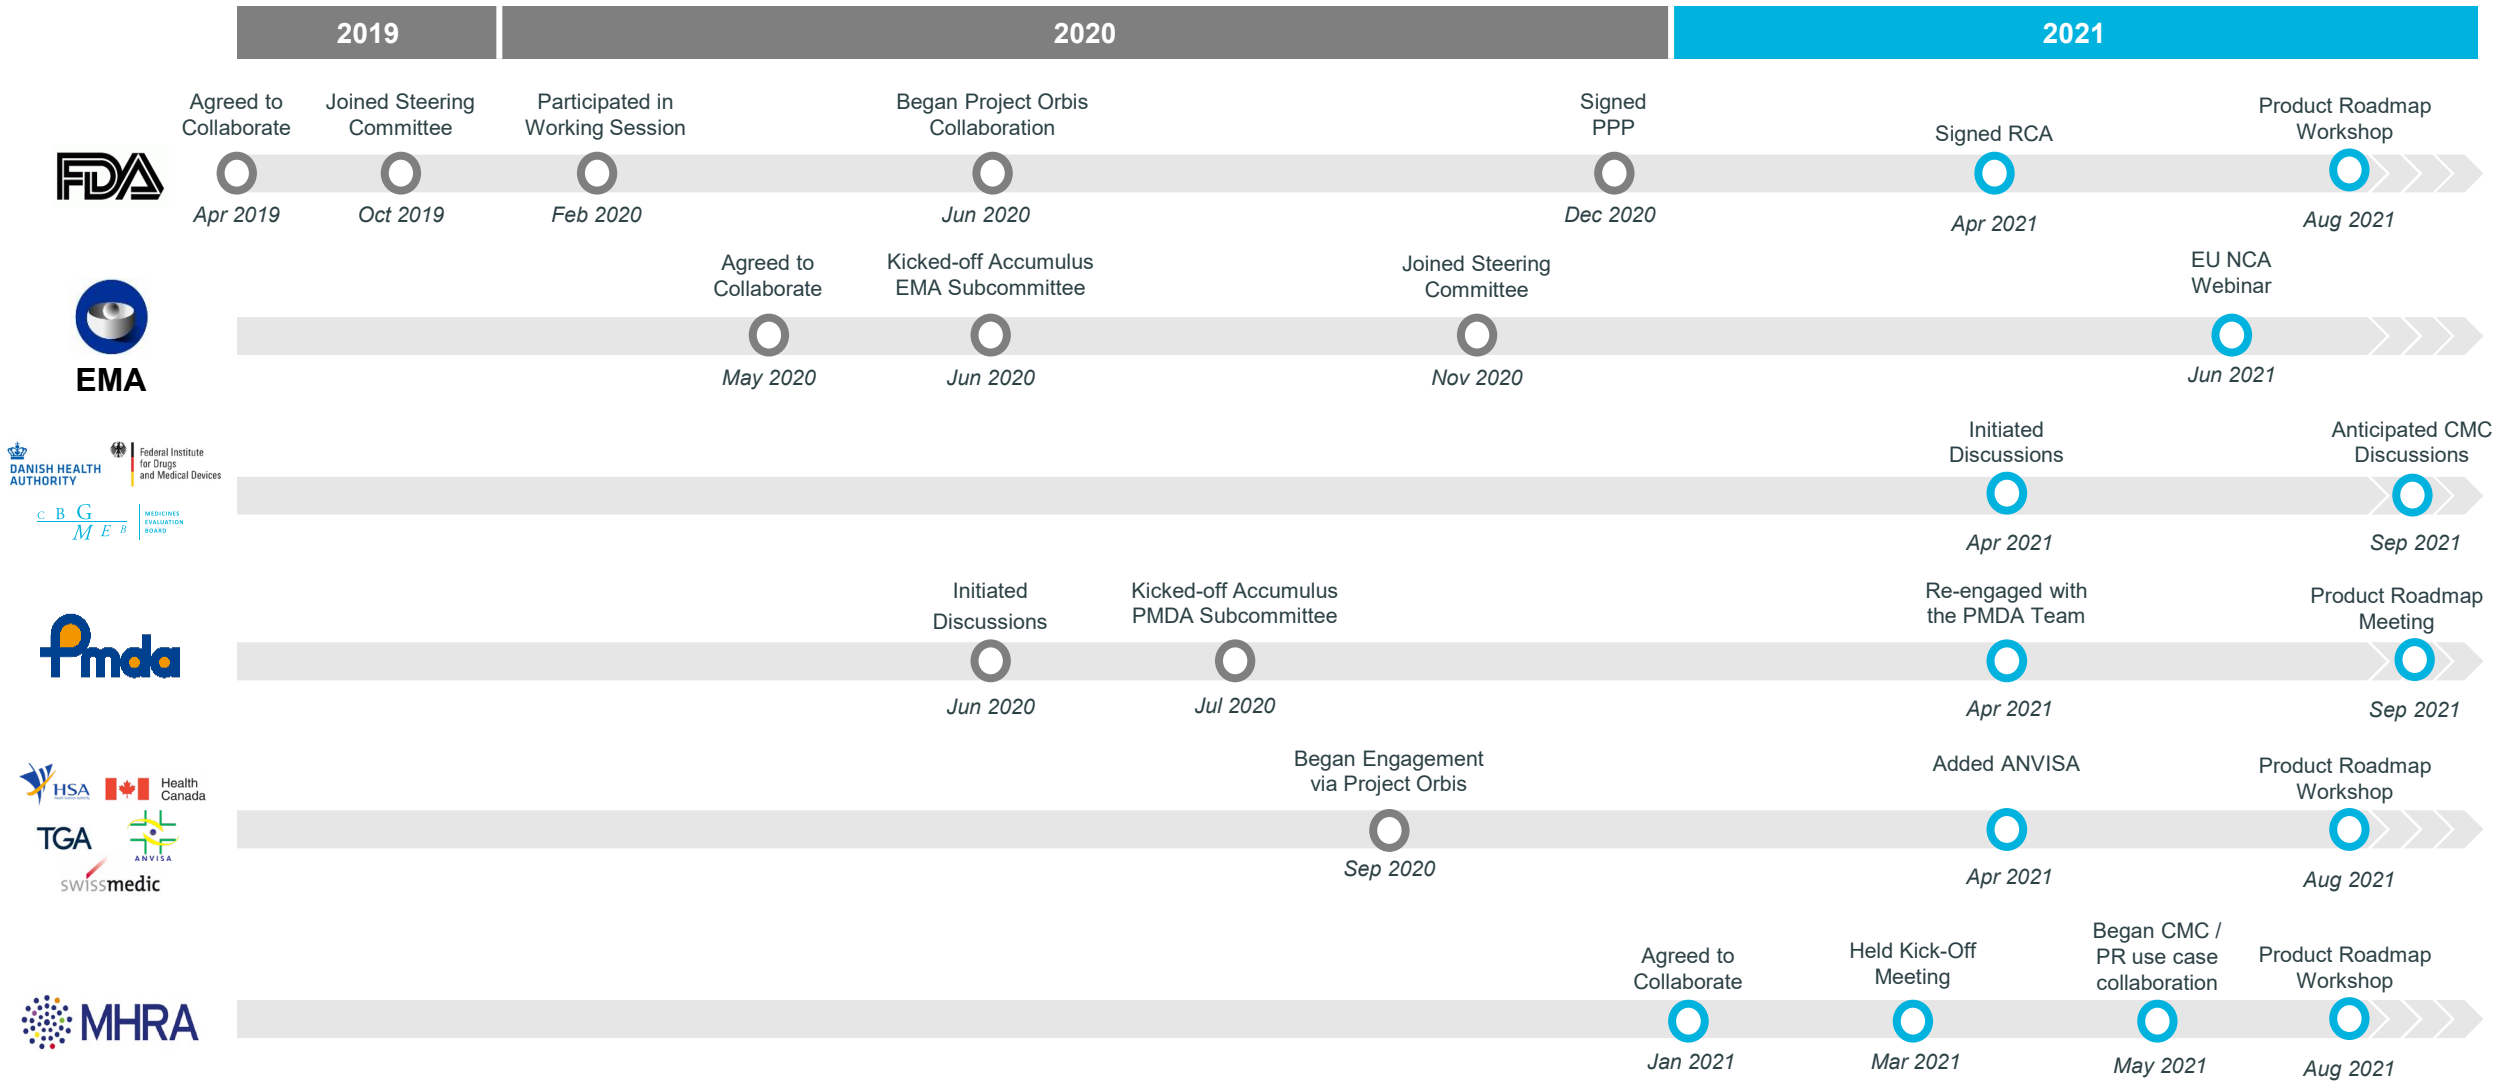 2019
2020
2021
Agreed to
Collaborate
Joined Steering
Committee
Participated in
Working Session
Began Project Orbis
Collaboration
Signed
PPP
Signed RCA
Product Roadmap
Workshop
FDA
Apr 2019
Oct 2019
Feb 2020
Jun 2020
Dec 2020
Apr 2021
Aug 2021
Agreed to
Collaborate
Kicked-off Accumulus
EMA Subcommittee
Joined Steering
Committee
EU NCA
Webinar
EMA
May 2020
Jun 2020
Nov 2020
Jun 2021
Initiated
Discussions
Anticipated CMC
Discussions
DANISH HEALTH
AUTHORITY
Federal Institute
for Drugs
and Medical Devices
C B G
M E B
MEDICINES
EVALUATION
BOARD
Apr 2021
Sep 2021
Initiated
Discussions
Kicked-off Accumulus
PMDA Subcommittee
Re-engaged with
the PMDA Team
Product Roadmap
Meeting
Pmda
Jun 2020
Jul 2020
Apr 2021
Sep 2021
Began Engagement
via Project Orbis
Added ANVISA
Product Roadmap
Workshop
HSA
Health
Canada
TGA
ANVISA
swissmedic
Sep 2020
Apr 2021
Aug 2021
Agreed to
Collaborate
Held Kick-Off
Meeting
Began CMC /
PR use case
collaboration
Product Roadmap
Workshop
MHRA
Jan 2021
Mar 2021
May 2021
Aug 2021